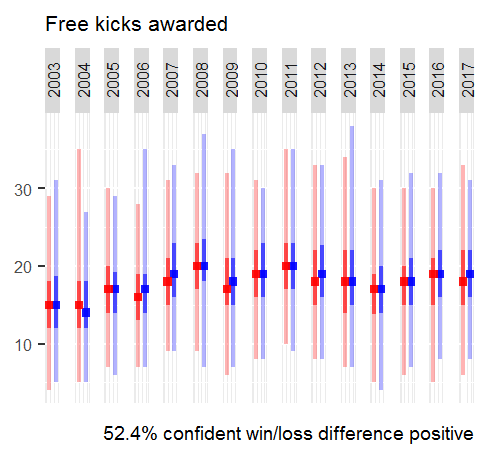 Free kicks awarded
2003 2004 2005 2006 2007 2008 2009 2010 2011 2012 2013 2014 2015 2016 2017
30
20
10
52.4% confident win/loss difference positive